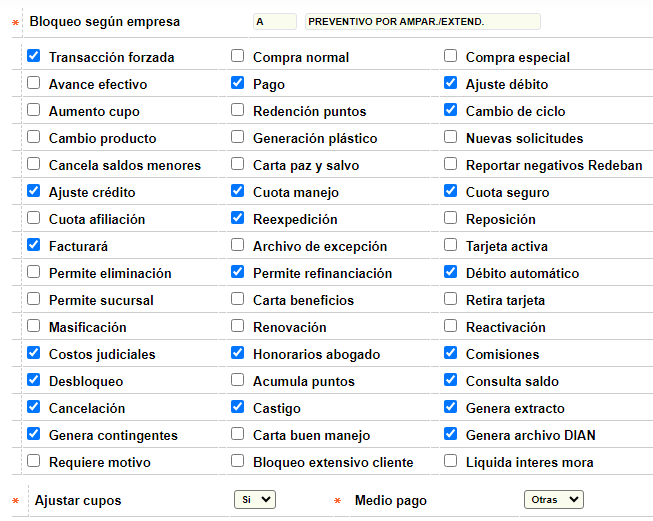 * Bloqueo según empresa A PREVENTIVO POR AMPAR./EXTEND.
Transacción forzada Compra normal Compra especial
Avance efectivo Pago Ajuste débito
Aumento cupo Redención puntos Cambio de ciclo
Cambio producto Generación plástico Nuevas solicitudes
Cancela saldos menores Carta paz y salvo Reportar negativos Redeban
Ajuste crédito Cuota manejo Cuota seguro
Cuota afiliación Reexpedición Reposición
Facturará Archivo de excepción Tarjeta activa
Permite eliminación Permite refinanciación Débito automático
Permite sucursal Carta beneficios Retira tarjeta
Masificación Renovación Reactivación
Costos judiciales Honorarios abogado Comisiones
Desbloqueo Acumula puntos Consulta saldo
Cancelación Castigo Genera extracto
Genera contingentes Carta buen manejo Genera archivo DIAN
Requiere motivo Bloqueo extensivo cliente Liquida interes mora
* Ajustar cupos Si * Medio pago Otras